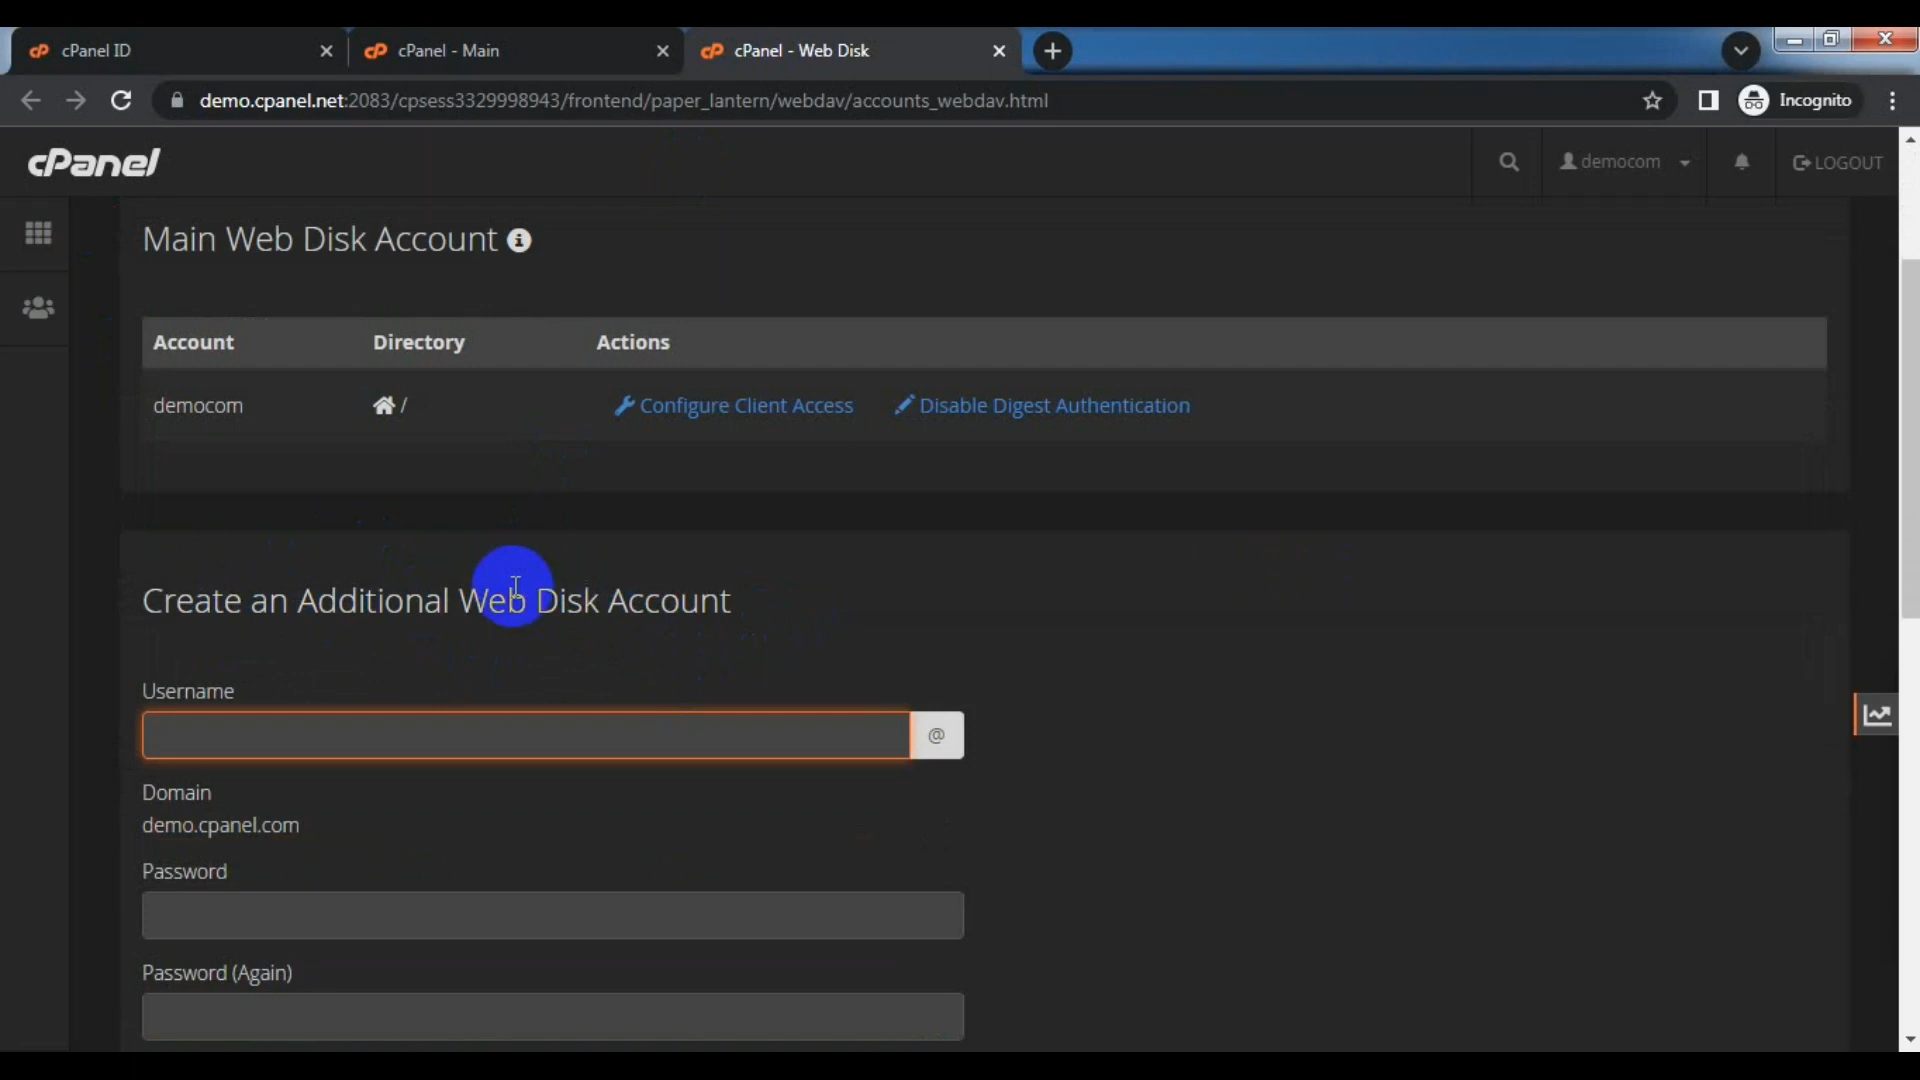 cPanel ID
cPanel - Main
cPanel - Web Disk
demo.cpanel.net:2083/cpsess3329998943/frontend/paper_lantern/webdav/accounts_webdav.html
Incognito
cPanel
democom
LOGOUT
Main Web Disk Account
Account Directory Actions
democom / Configure Client Access Disable Digest Authentication
Create an Additional Web Disk Account
Username
@
Domain
demo.cpanel.com
Password
Password (Again)